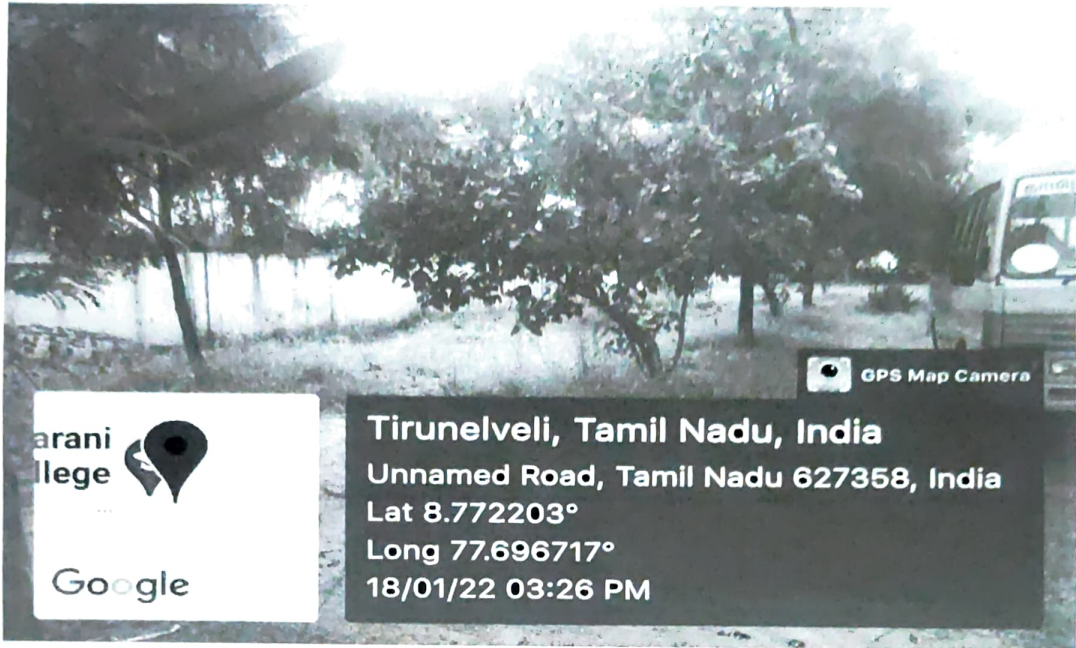 GPS Map Camera
arani
llege
Google
Tirunelveli, Tamil Nadu, India
Unnamed Road, Tamil Nadu 627358, India
Lat 8.772203°
Long 77.696717°
18/01/22 03:26 PM